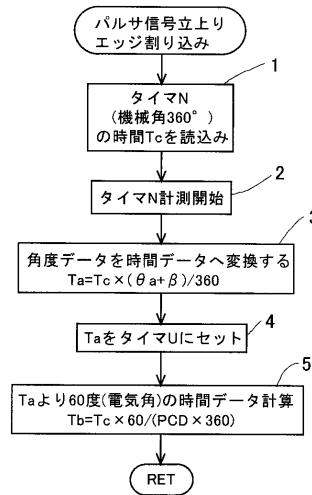 パルサ信号立上り
エッジ割り込み
1
タイマN
(機械角360°)
の時間Tcを読込み
2
タイマN計測開始
3
角度データを時間データへ変換する
Ta=Tc×(θa+β)/360
4
TaをタイマUにセット
5
Taより60度(電気角)の時間データ計算
Tb=Tc×60/(PCD×360)
RET